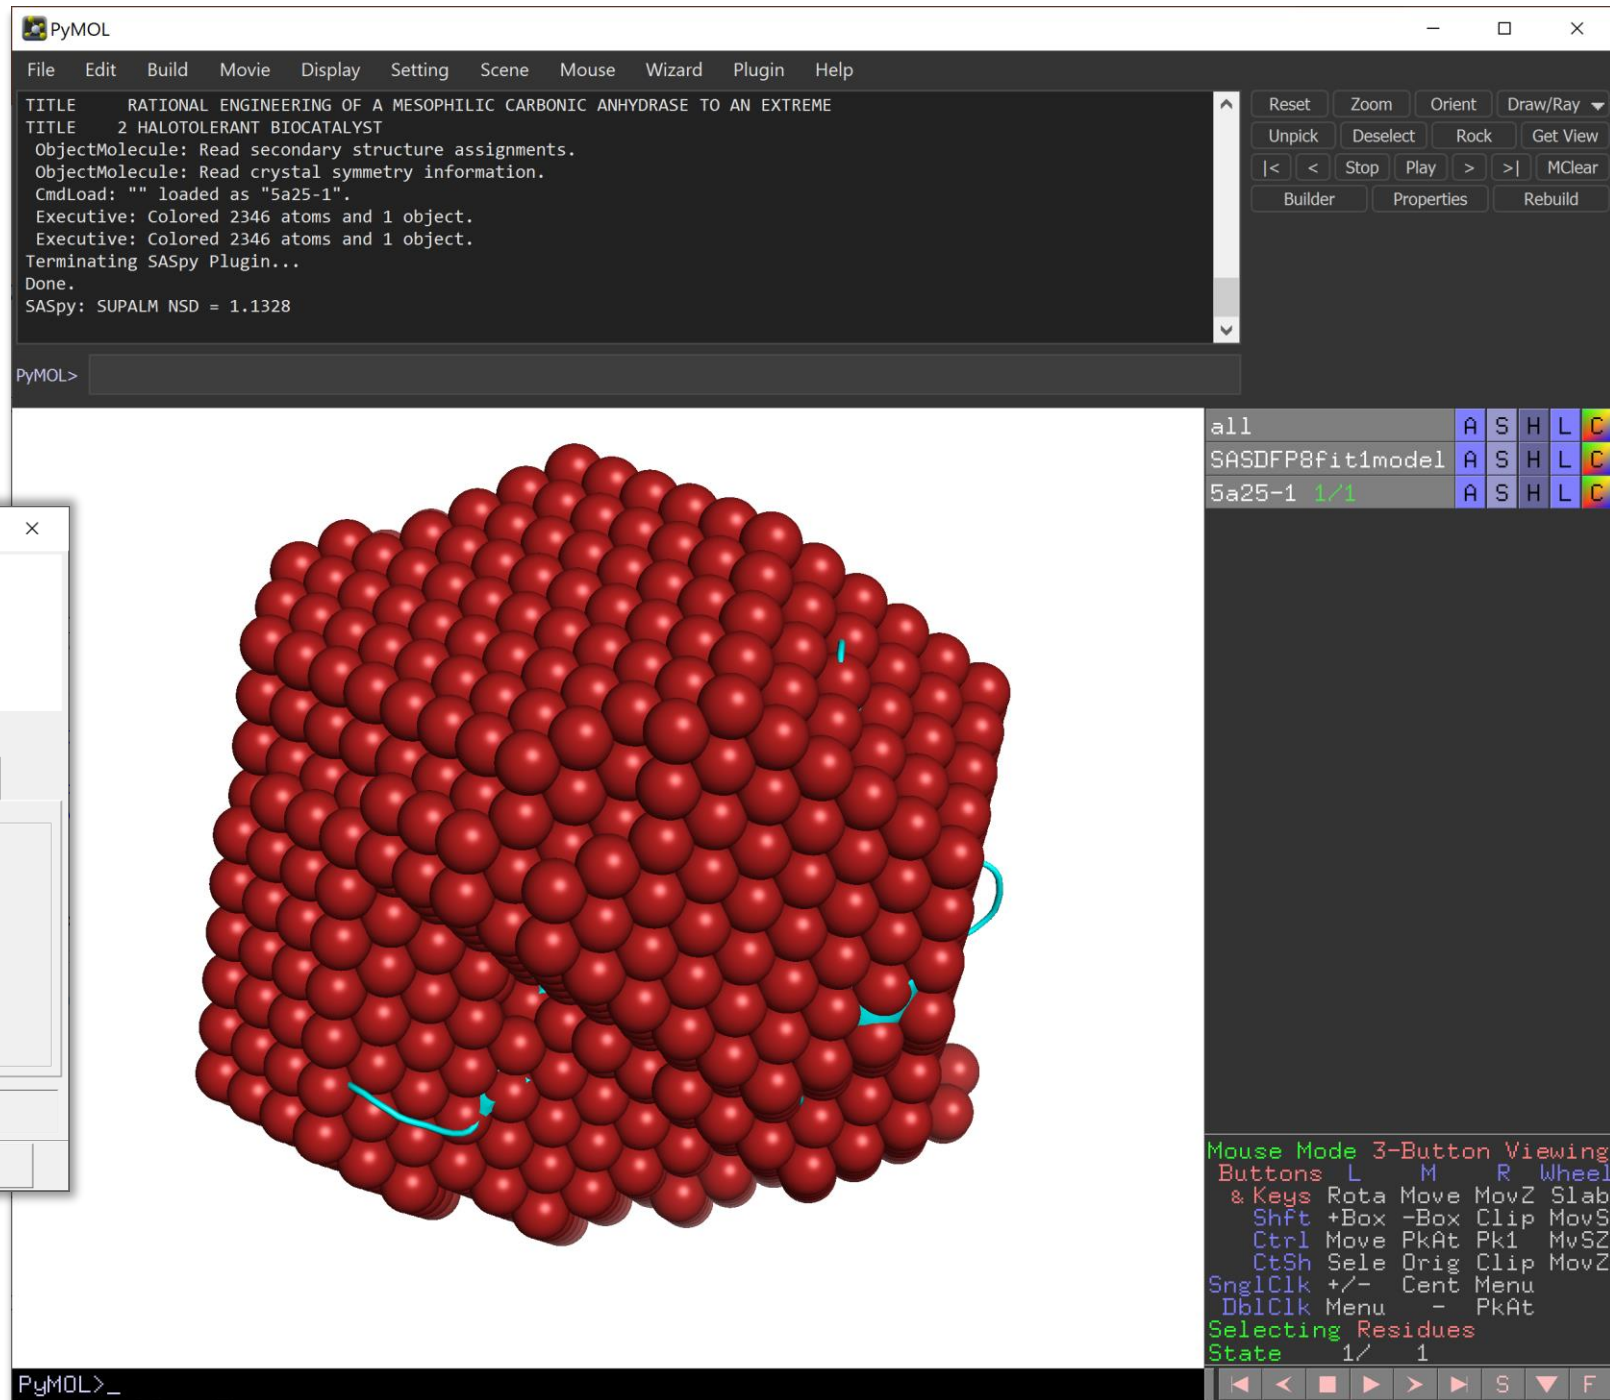 PyMOL
File Edit Build Movie Display Setting Scene Mouse Wizard Plugin Help
TITLE     RATIONAL ENGINEERING OF A MESOPHILIC CARBONIC ANHYDRASE TO AN EXTREME
TITLE    2 HALOTOLERANT BIOCATALYST
ObjectMolecule: Read secondary structure assignments.
ObjectMolecule: Read crystal symmetry information.
CmdLoad: "" loaded as "5a25-1".
Executive: Colored 2346 atoms and 1 object.
Executive: Colored 2346 atoms and 1 object.
Terminating SASpy Plugin...
Done.
SASpy: SUPALM NSD = 1.1328
PyMOL>
Reset Zoom Orient Draw/Ray
Unpick Deselect Rock Get View
|< < Stop Play > >| MClear
Builder Properties Rebuild
all A S H L C
SASDFP8fit1model A S H L C
5a25-1 1/1 A S H L C
Mouse Mode 3-Button Viewing
Buttons L M R Wheel
& Keys Rota Move MovZ Slab
Shft +Box -Box Clip MovS
Ctrl Move PkAt Pk1 MvSZ
CtSh Sele Orig Clip MovZ
SnglClk +/- Cent Menu
DblClk Menu - PkAt
Selecting Residues
State 1/ 1
PyMOL>_
S F